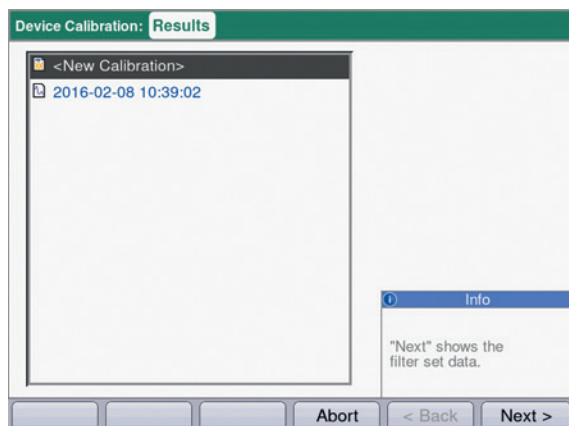 Device Calibration: Results
<New Calibration>
2016-02-08 10:39:02
Info
"Next" shows the
filter set data.
Abort
< Back
Next >